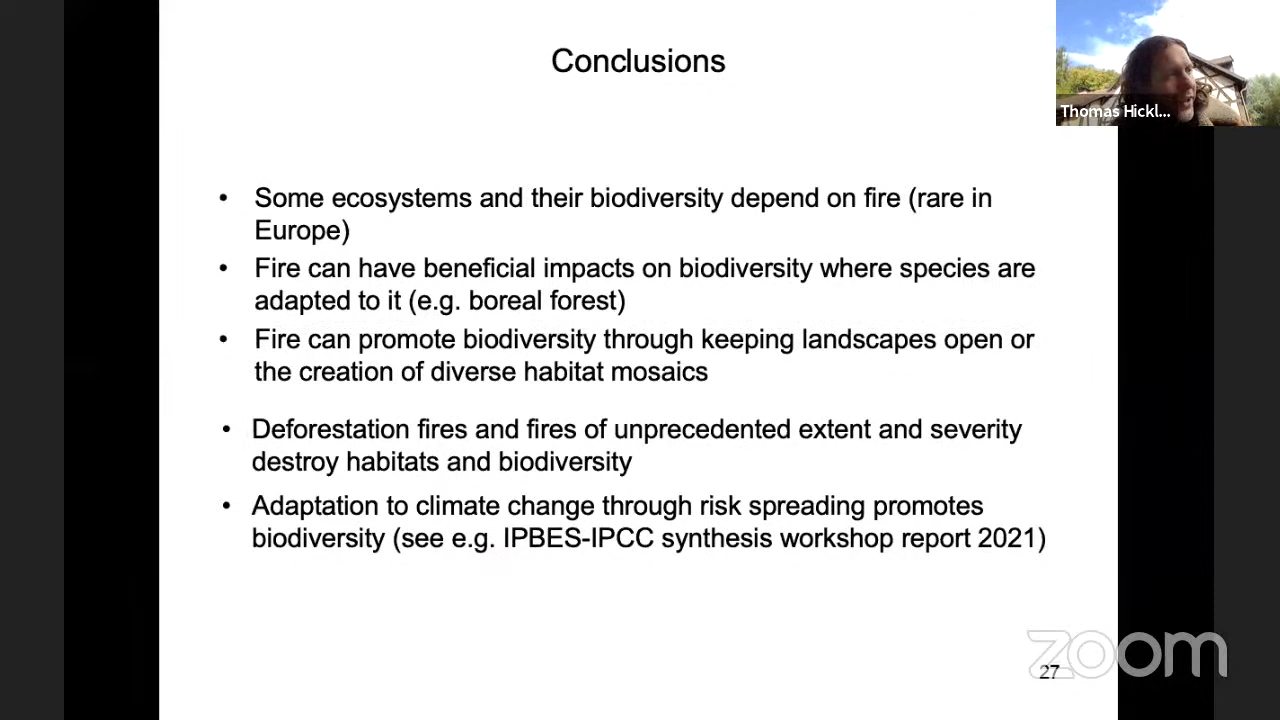 Conclusions
Thomas Hickl...
• Some ecosystems and their biodiversity depend on fire (rare in
Europe)
• Fire can have beneficial impacts on biodiversity where species are
adapted to it (e.g. boreal forest)
• Fire can promote biodiversity through keeping landscapes open or
the creation of diverse habitat mosaics
• Deforestation fires and fires of unprecedented extent and severity
destroy habitats and biodiversity
• Adaptation to climate change through risk spreading promotes
biodiversity (see e.g. IPBES-IPCC synthesis workshop report 2021)
zoom
27